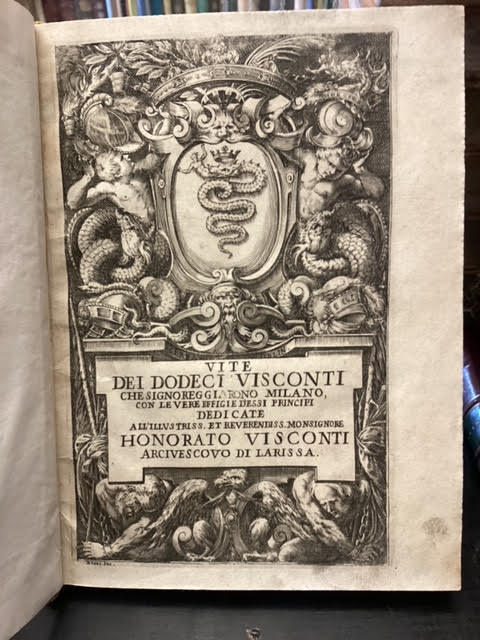 VITE
DEI DODECI VISCONTI
CHE SIGNOREGGIARONO MILANO,
CON LE VERE EFFIGIE D'ESSI PRINCIPI
DEDICATE
ALL'ILLUSTRISS. ET REVERENDISS. MONSIGNORE
HONORATO VISCONTI
ARCIVESCOVO DI LARISSA.